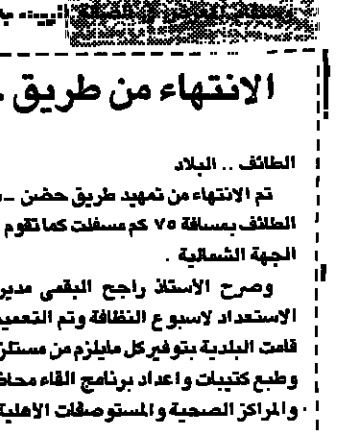 الانتهاء من طريق
الطائف .. البلاد
تم الانتهاء من تمهيد طريق حضن –
الطائف بمسافة ٧٥ كم مسفلت كما تقوم
الجهة الشمالية .
وصرح الاستاذ راجح البقمي مدير
الاستعداد لاسبوع النظافة وتم التعميد
قامت البلدية بتوفير كل مايلزم من مستلز
وطبع كتيبات واعداد برنامج القاء محاض
والمراكز الصحية والمستوصفات الاهلية